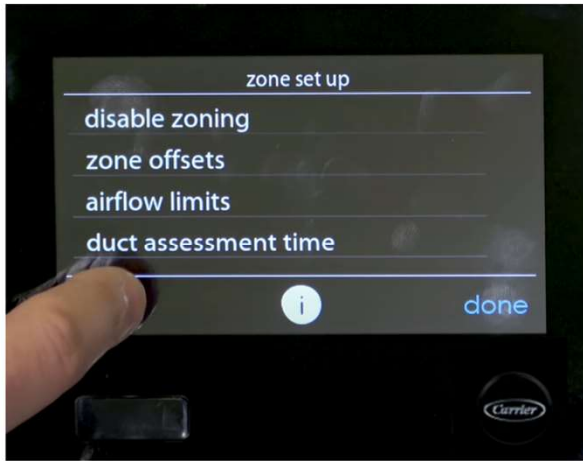 zone set up
disable zoning
zone offsets
airflow limits
duct assessment time
i
done
Carrier